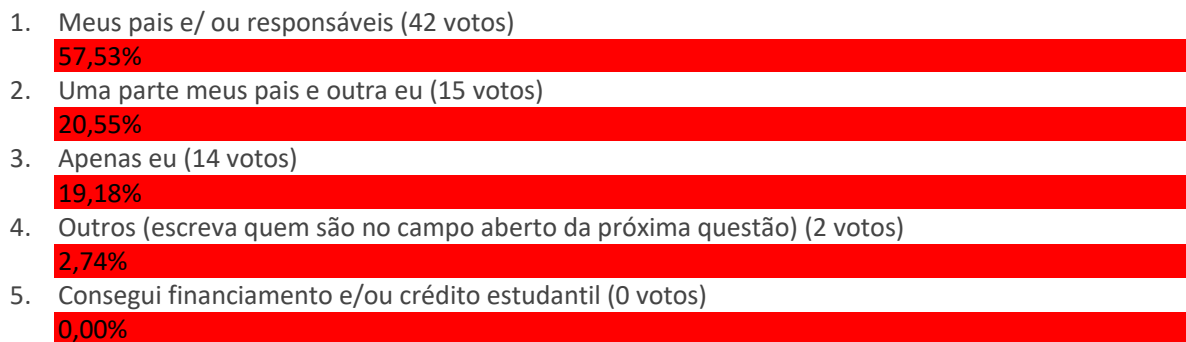 1. Meus pais e/ ou responsáveis (42 votos)
57,53%
2. Uma parte meus pais e outra eu (15 votos)
20,55%
3. Apenas eu (14 votos)
19,18%
4. Outros (escreva quem são no campo aberto da próxima questão) (2 votos)
2,74%
5. Consegui financiamento e/ou crédito estudantil (0 votos)
0,00%